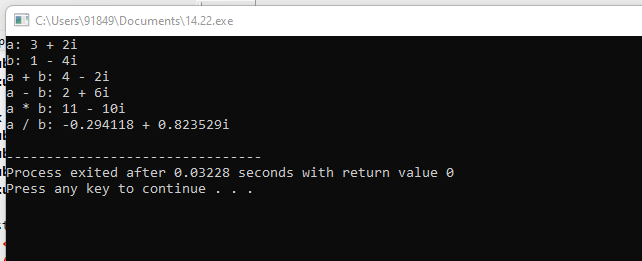 C:\Users\91849\Documents\14.22.exe
a: 3 + 2i
b: 1 - 4i
a + b: 4 - 2i
a - b: 2 + 6i
a * b: 11 - 10i
a / b: -0.294118 + 0.823529i
--------------------------------
Process exited after 0.03228 seconds with return value 0
Press any key to continue . . .